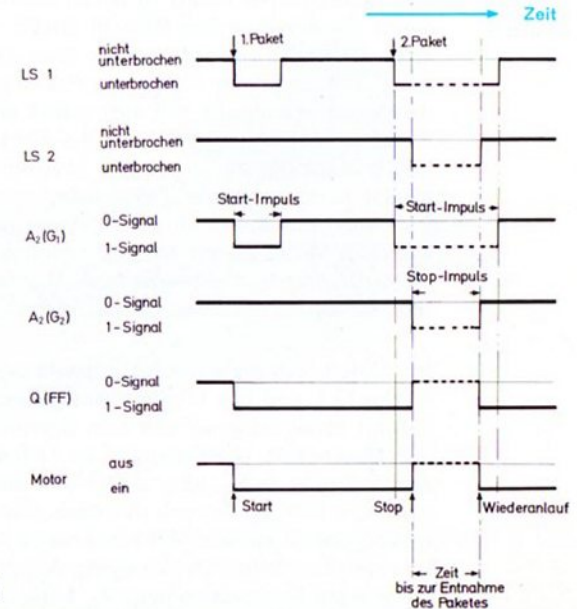 Zeit
1.Paket
2.Paket
LS 1
nicht
unterbrochen
unterbrochen
LS 2
nicht
unterbrochen
unterbrochen
Start-Impuls
Start-Impuls
A₂(G₁)
0-Signal
1-Signal
Stop-Impuls
A₂(G₂)
0-Signal
1-Signal
Q (FF)
0-Signal
1-Signal
Motor
aus
ein
Start
Stop
Wiederanlauf
Zeit
bis zur Entnahme
des Paketes